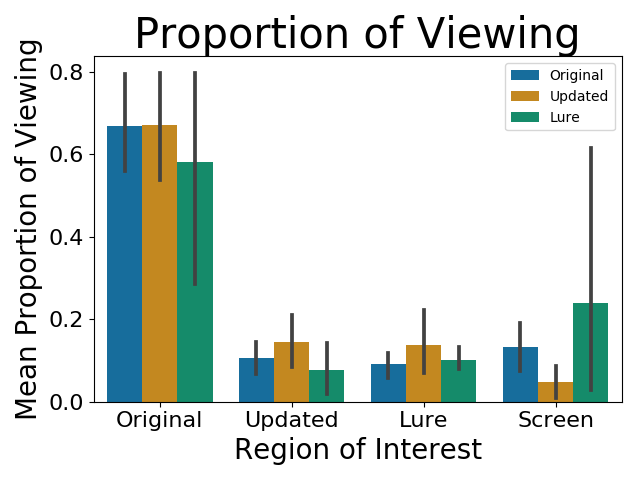 Proportion of Viewing
Mean Proportion of Viewing
0.8
0.6
0.4
0.2
0.0
Original
Updated
Lure
Original Updated Lure Screen
Region of Interest